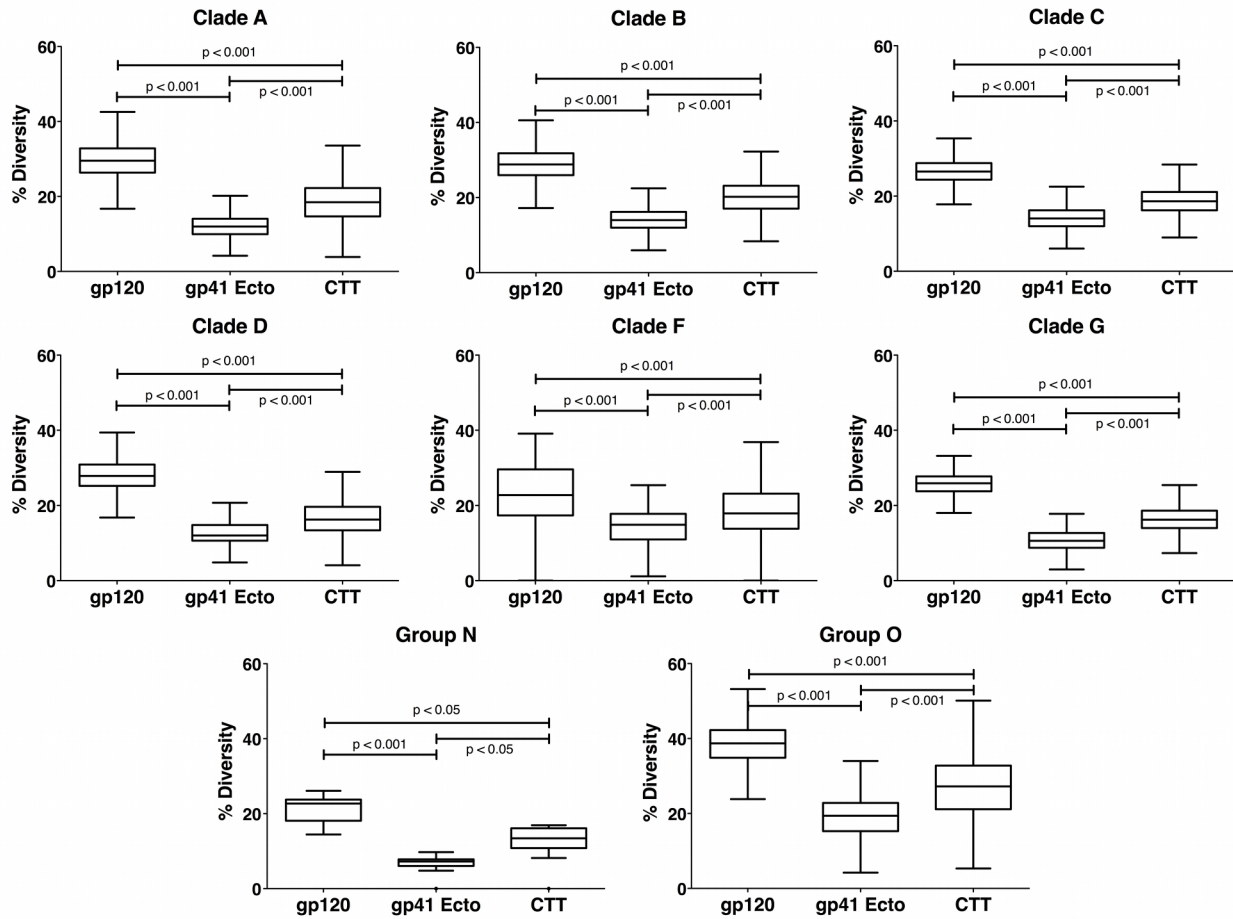 Clade A
% Diversity
60
40
20
0
p < 0.001
p < 0.001
p < 0.001
gp120 gp41 Ecto CTT
Clade B
% Diversity
60
40
20
0
p < 0.001
p < 0.001
p < 0.001
gp120 gp41 Ecto CTT
Clade C
% Diversity
60
40
20
0
p < 0.001
p < 0.001
p < 0.001
gp120 gp41 Ecto CTT
Clade D
% Diversity
60
40
20
0
p < 0.001
p < 0.001
p < 0.001
gp120 gp41 Ecto CTT
Clade F
% Diversity
60
40
20
0
p < 0.001
p < 0.001
p < 0.001
gp120 gp41 Ecto CTT
Clade G
% Diversity
60
40
20
0
p < 0.001
p < 0.001
p < 0.001
gp120 gp41 Ecto CTT
Group N
% Diversity
60
40
20
0
p < 0.05
p < 0.001
p < 0.05
gp120 gp41 Ecto CTT
Group O
% Diversity
60
40
20
0
p < 0.001
p < 0.001
p < 0.001
gp120 gp41 Ecto CTT